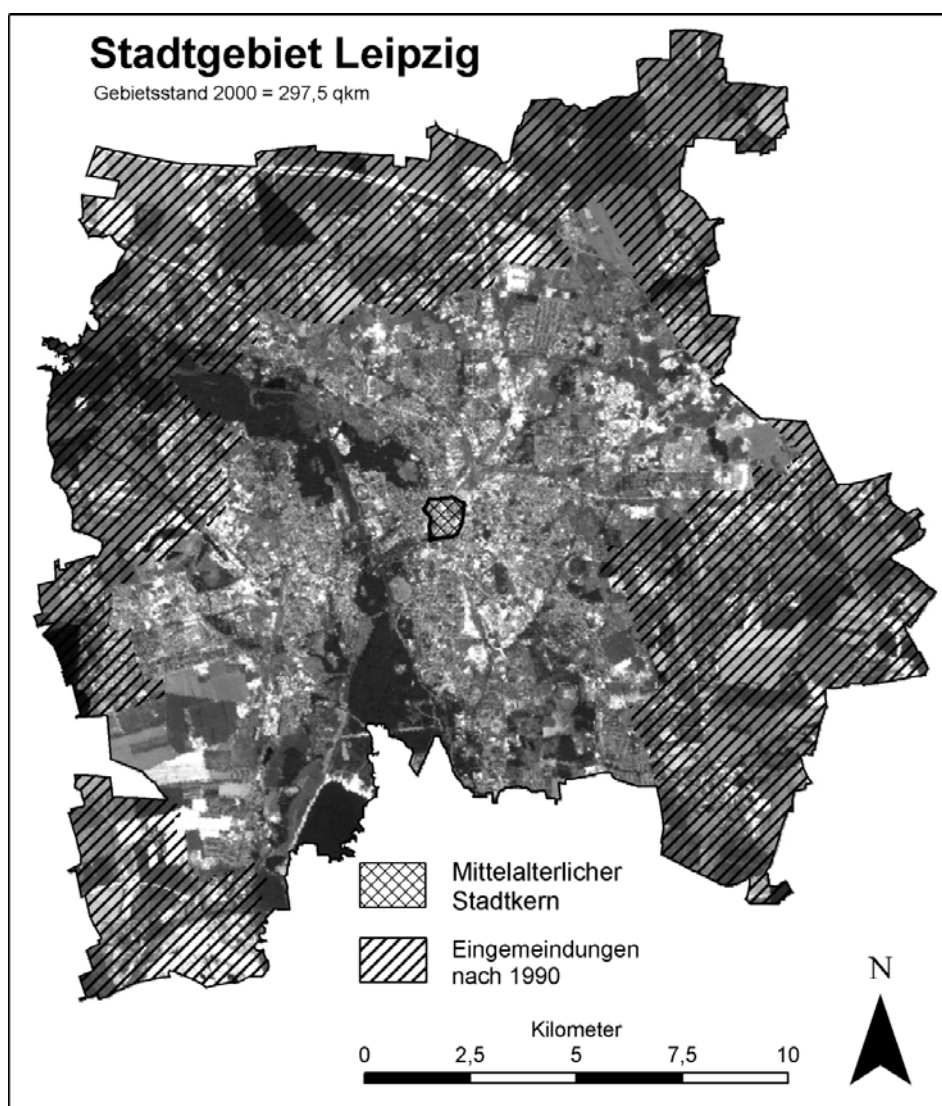 Stadtgebiet Leipzig
Gebietsstand 2000 = 297,5 qkm
Mittelalterlicher
Stadtkern
Eingemeindungen
nach 1990
N
Kilometer
0 2,5 5 7,5 10